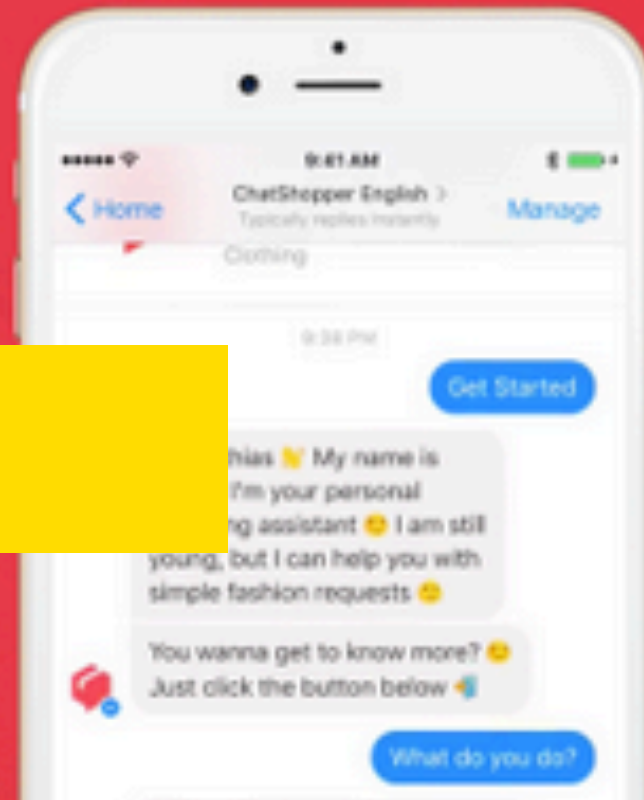 9:41 AM
Home
ChatShopper English
Manage
Typically replies instantly
Clothing
9:38 PM
Get Started
My name is
I'm your personal
assistant 😊 I am still
young, but I can help you with
simple fashion requests 😊
You wanna get to know more? 😊
Just click the button below 📲
What do you do?